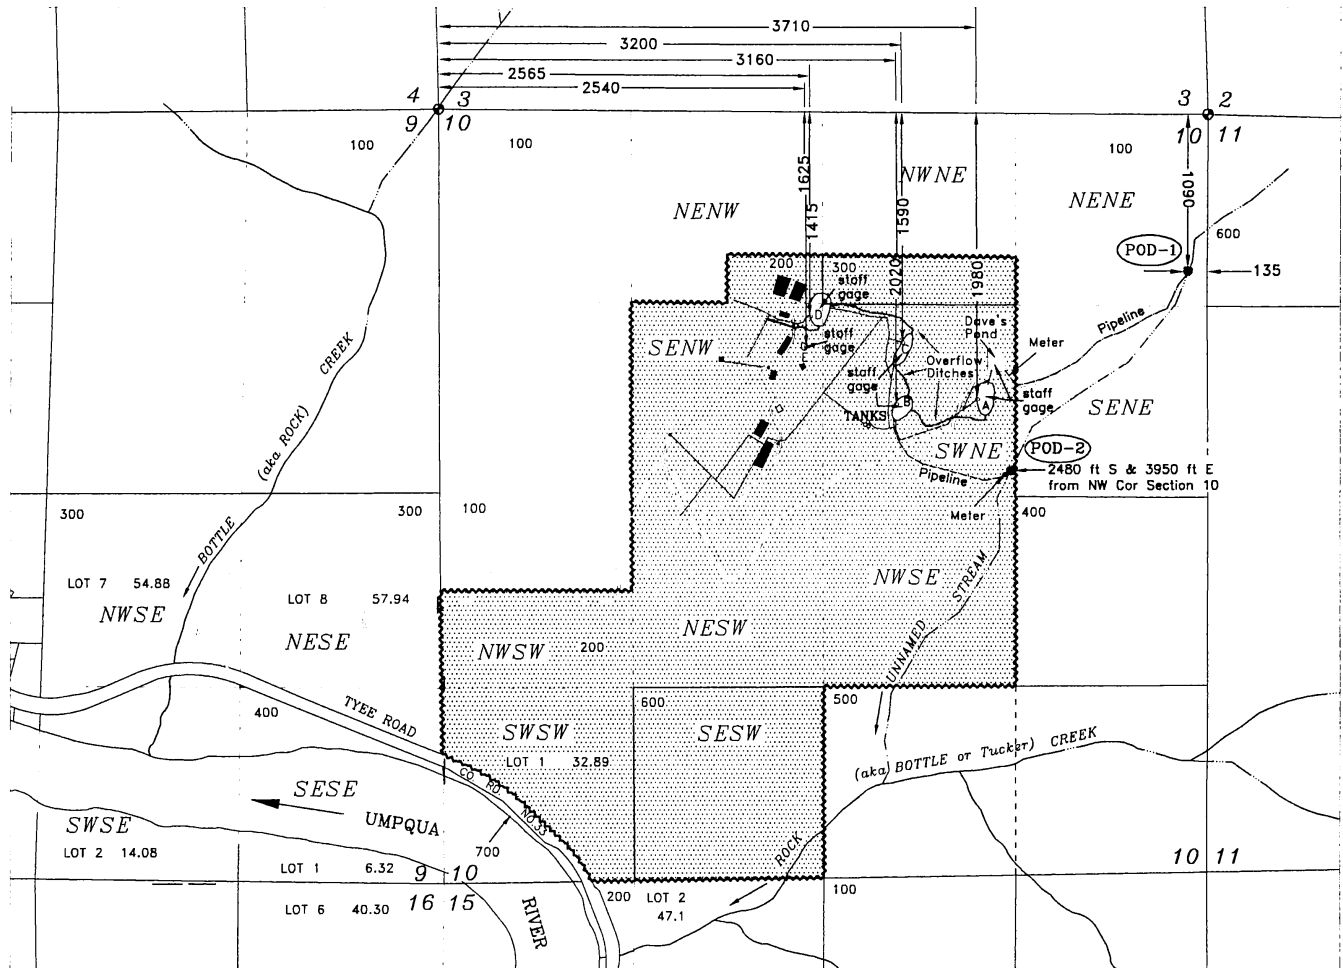 3710
3200
3160
2565
2540
4 3
9 10
3 2
10 11
100
100
100
1625
1415
1590
2020
1980
1090
NENW
NWNE
NENE
600
POD-1
135
200
300
staff
gage
D
staff
gage
C
staff
gage
Dave's
Pond
Meter
Pipeline
Overflow
Ditches
staff
gage
A
B
TANKS
SENW
SENE
SWNE
POD-2
2480 ft S & 3950 ft E
from NW Cor Section 10
Pipeline
Meter
400
CREEK
(aka ROCK)
BOTTLE
300
300
100
LOT 7 54.88
NWSE
LOT 8 57.94
NESE
NWSE
UNNAMED STREAM
NESW
NWSW
200
600
500
SWSW
SESW
LOT 1 32.89
400
TYEE ROAD
CO. RD. NO 33
(aka BOTTLE or Tucker) CREEK
ROCK
SESE
UMPQUA
SWSE
LOT 2 14.08
700
LOT 1 6.32
9 10
16 15
10 11
LOT 6 40.30
RIVER
200
LOT 2
47.1
100